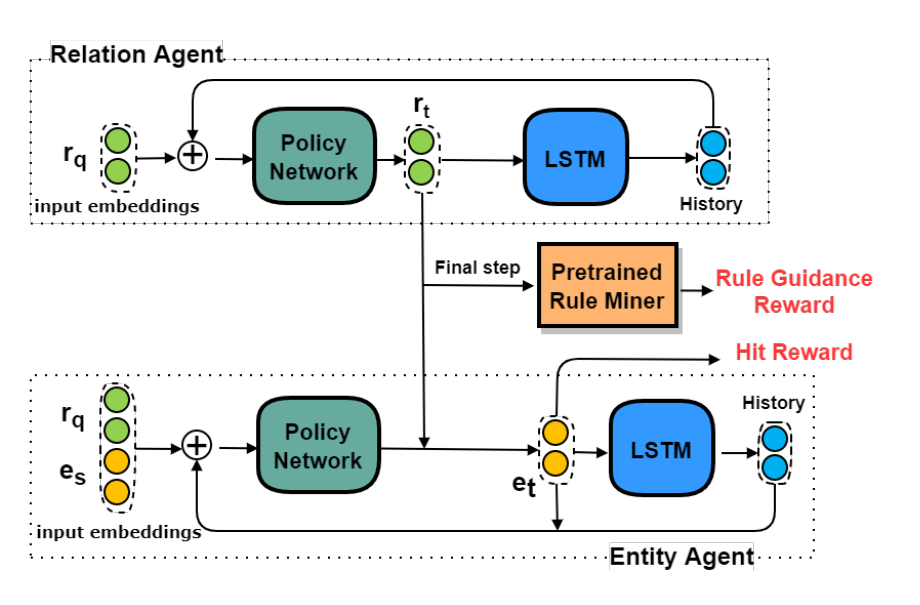 Relation Agent
r_t
r_q
Policy
Network
LSTM
input embeddings
History
Final step
Pretrained
Rule Miner
Rule Guidance
Reward
Hit Reward
History
r_q
e_s
Policy
Network
LSTM
e_t
input embeddings
Entity Agent